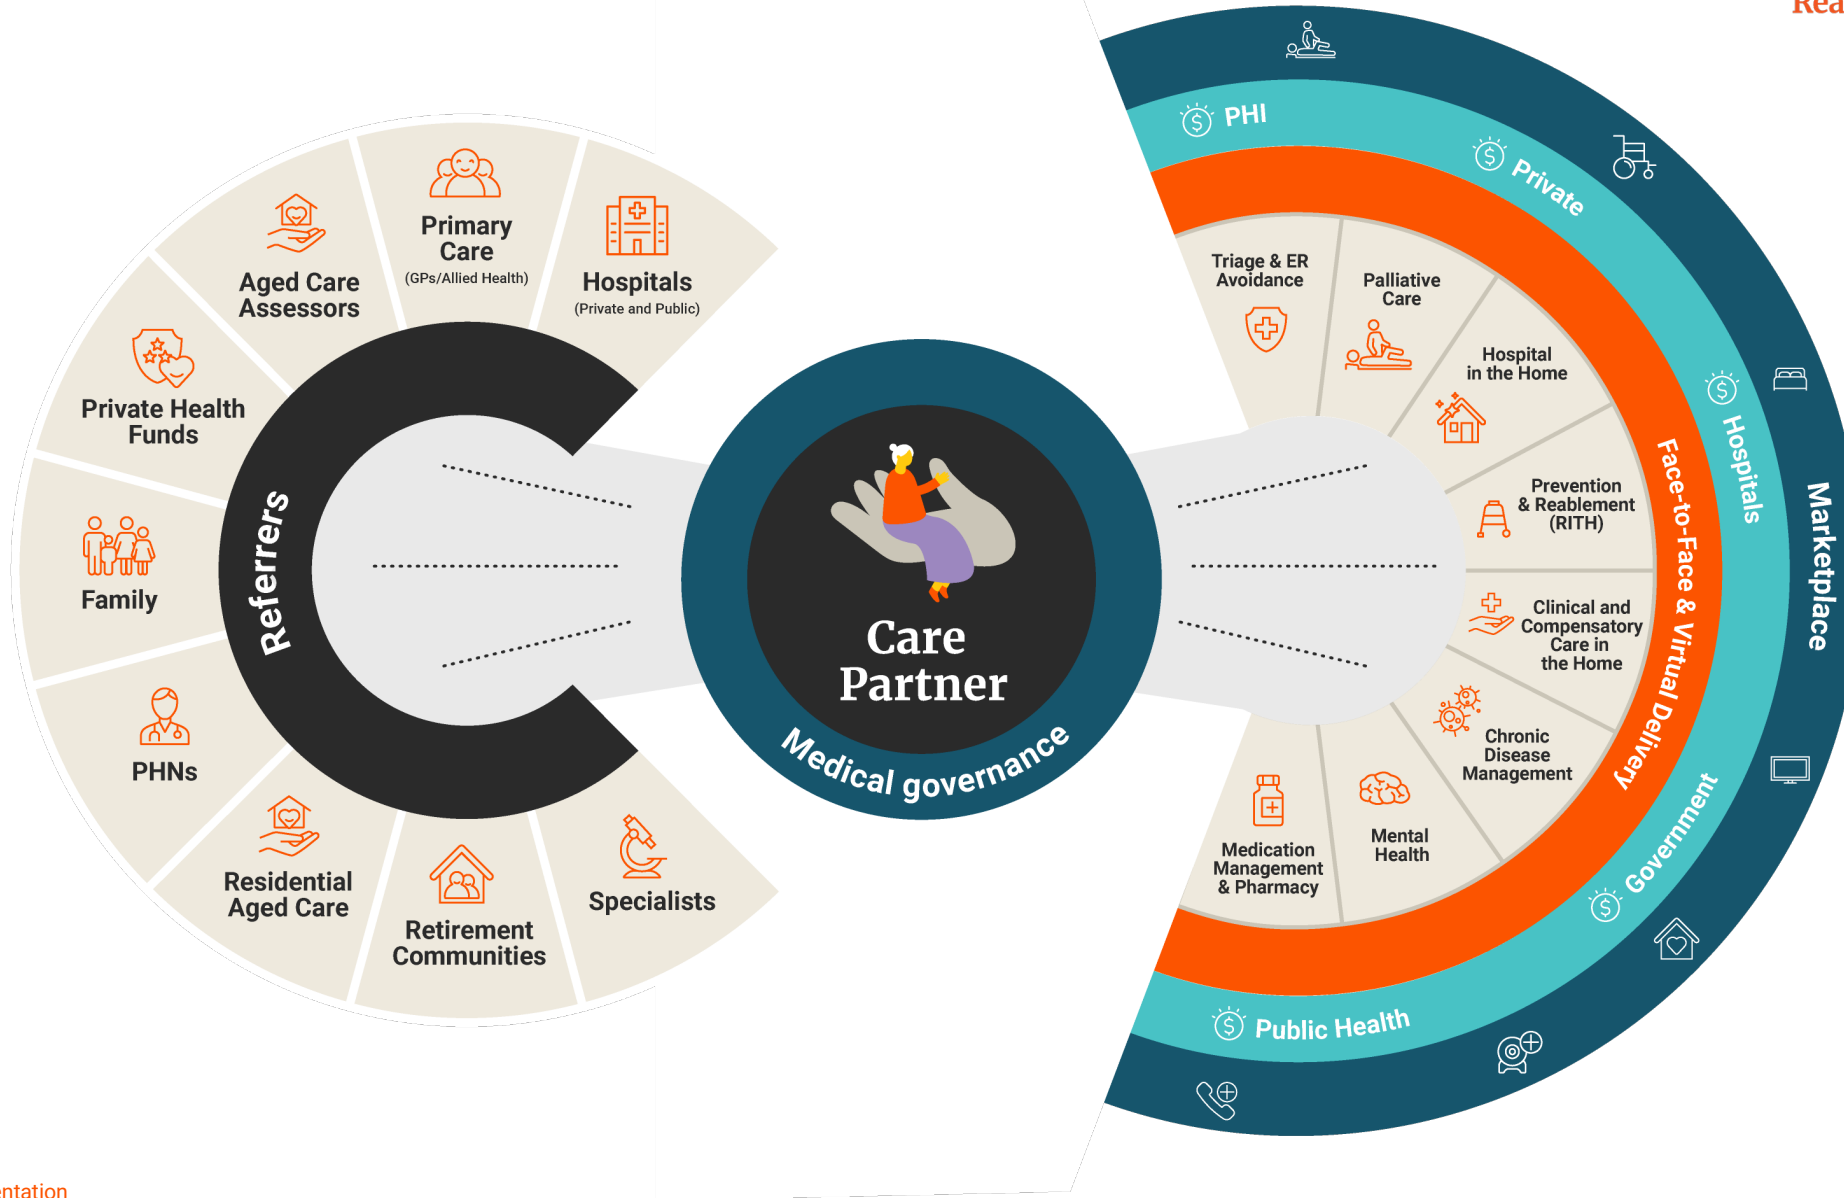 Primary
Care
(GPs/Allied Health)
Hospitals
(Private and Public)
Aged Care
Assessors
Private Health
Funds
Family
PHNs
Residential
Aged Care
Retirement
Communities
Specialists
Referrers
Care
Partner
Medical governance
Triage & ER
Avoidance
Palliative
Care
Hospital
in the Home
Prevention
& Reablement
(RITH)
Clinical and
Compensatory
Care in
the Home
Chronic
Disease
Management
Mental
Health
Medication
Management
& Pharmacy
Face-to-Face & Virtual Delivery
PHI
Private
Hospitals
Government
Public Health
Marketplace